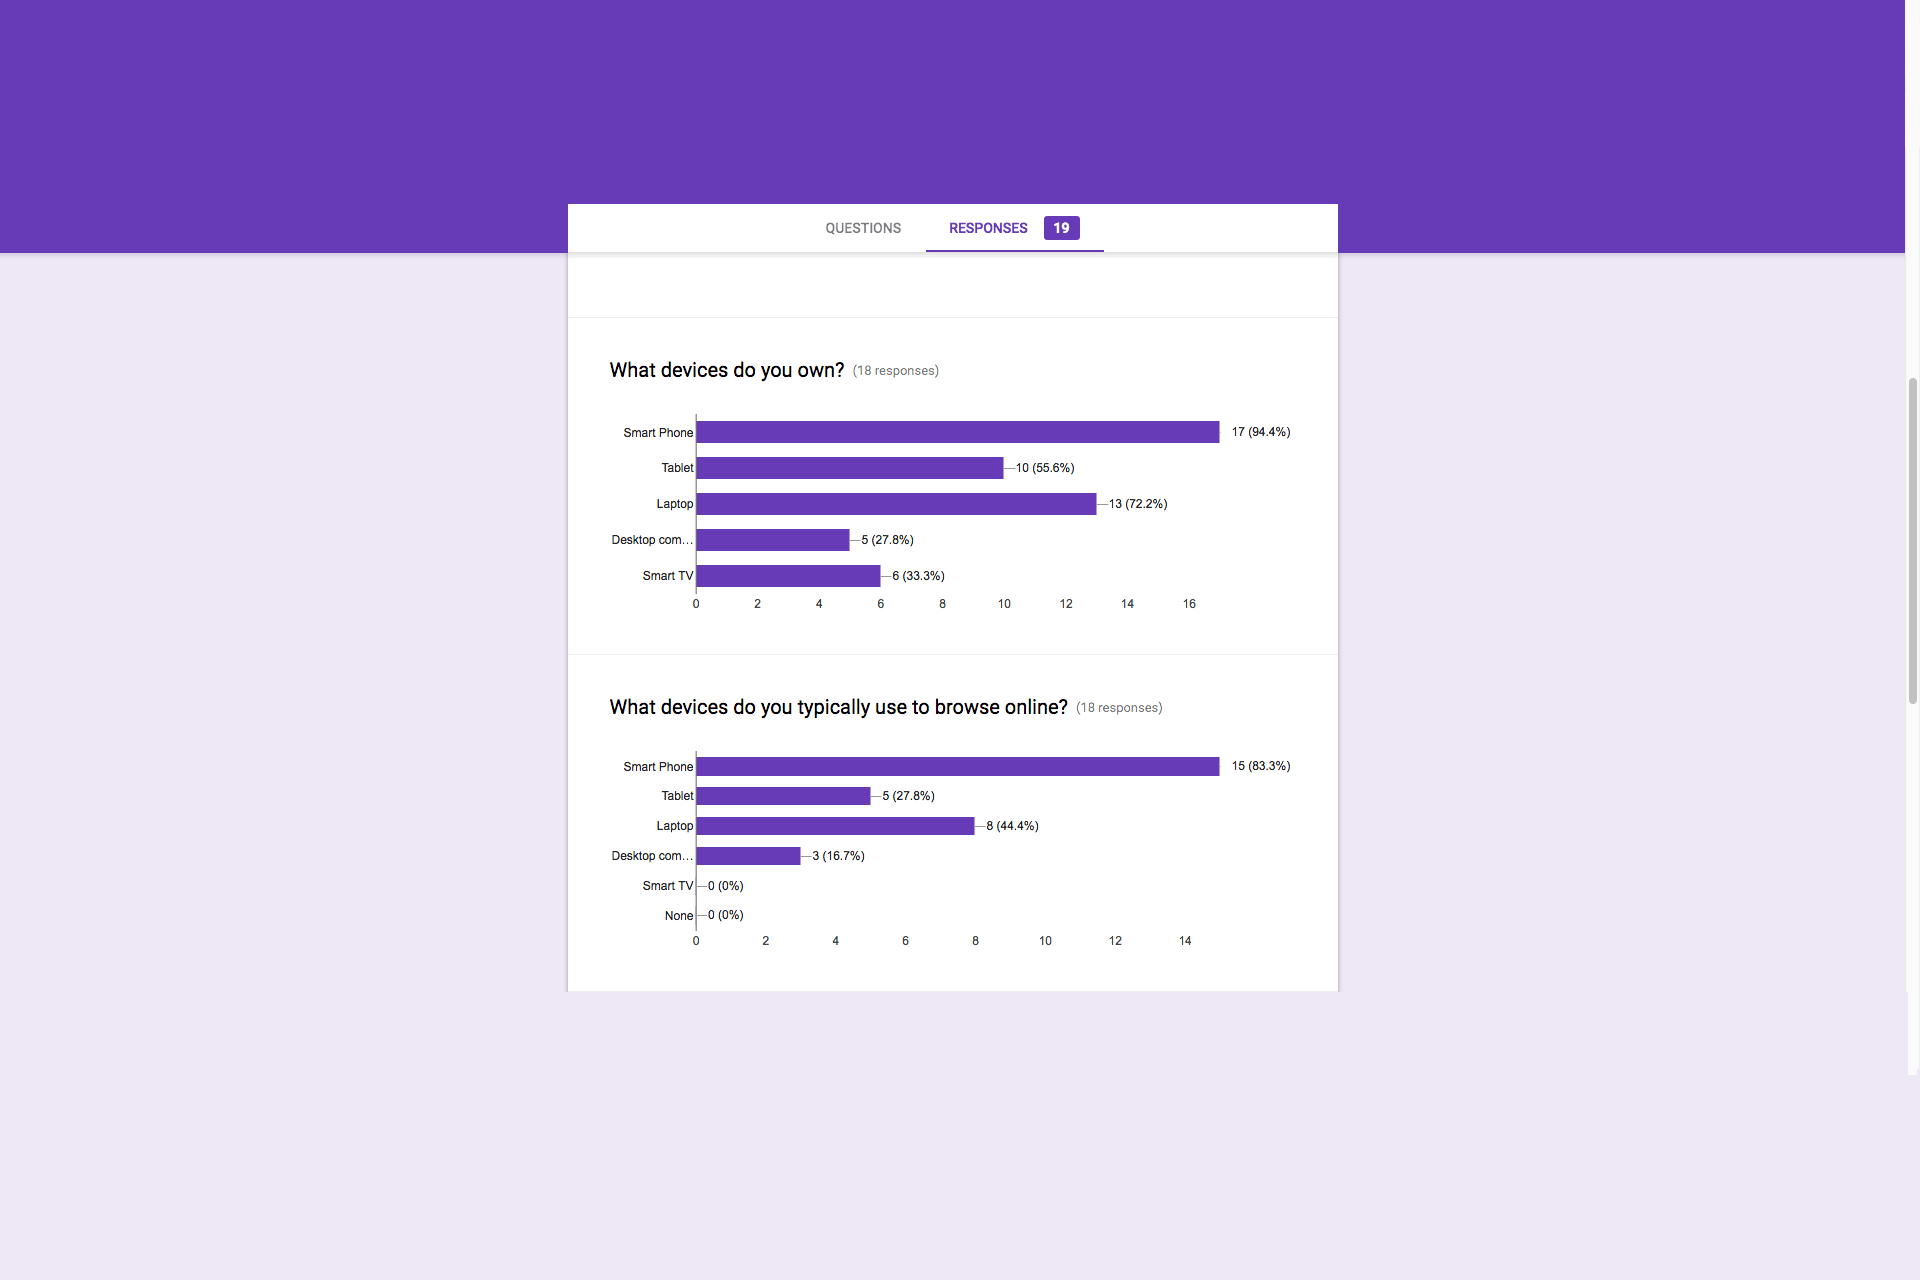 QUESTIONS RESPONSES 19
What devices do you own? (18 responses)
Smart Phone 17 (94.4%)
Tablet 10 (55.6%)
Laptop 13 (72.2%)
Desktop com... 5 (27.8%)
Smart TV 6 (33.3%)
0 2 4 6 8 10 12 14 16
What devices do you typically use to browse online? (18 responses)
Smart Phone 15 (83.3%)
Tablet 5 (27.8%)
Laptop 8 (44.4%)
Desktop com... 3 (16.7%)
Smart TV 0 (0%)
None 0 (0%)
0 2 4 6 8 10 12 14